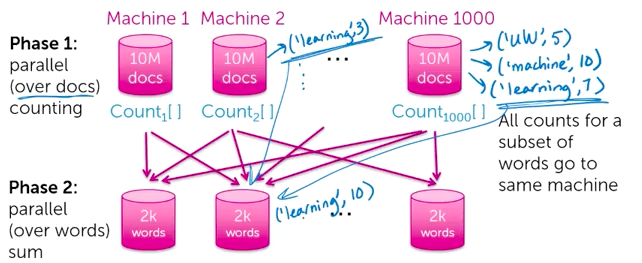 Machine 1 Machine 2 Machine 1000
Phase 1:
parallel
(over docs)
counting
10M
docs
10M
docs
10M
docs
('learning',3)
...
('UW', 5)
('machine', 10)
('learning', 7)
Count1[ ] Count2[ ] Count1000[ ]
All counts for a
subset of
words go to
same machine
Phase 2:
parallel
(over words)
sum
2k
words
2k
words
2k
words
('learning', 10)
...